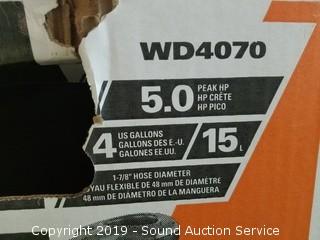 WD4070
5.0 PEAK HP
HP CRÊTE
HP PICO
4 US GALLONS
GALLONS DES E.-U.
GALONES EE.UU.
15 L
1-7/8" HOSE DIAMETER
YAU FLEXIBLE DE 48 mm DE DIAMÈTRE
48 mm DE DIÁMETRO DE LA MANGUERA
Copyright 2019 - Sound Auction Service